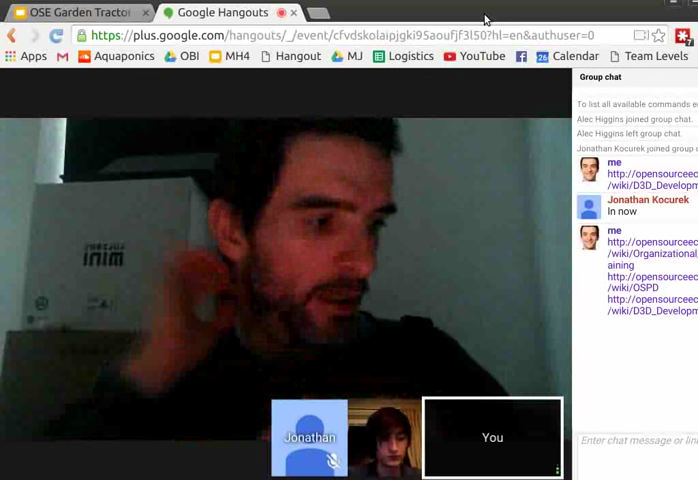 OSE Garden Tractor
Google Hangouts
https://plus.google.com/hangouts/_/event/cfvdskolaipjgki95aoufjf3l50?hl=en&authuser=0
Apps
Aquaponics
OBI
MH4
Hangout
MJ
Logistics
YouTube
Calendar
Team Levels
Group chat
To list all available commands e
Alec Higgins joined group chat.
Alec Higgins left group chat.
Jonathan Kocurek joined group c
me
http://opensourceec
/wiki/D3D_Developm
Jonathan Kocurek
In now
me
http://opensourceec
/wiki/Organizational_
aining
http://opensourceec
/wiki/OSPD
http://opensourceec
/wiki/D3D_Developm
Enter chat message or lin
mini
Jonathan
You